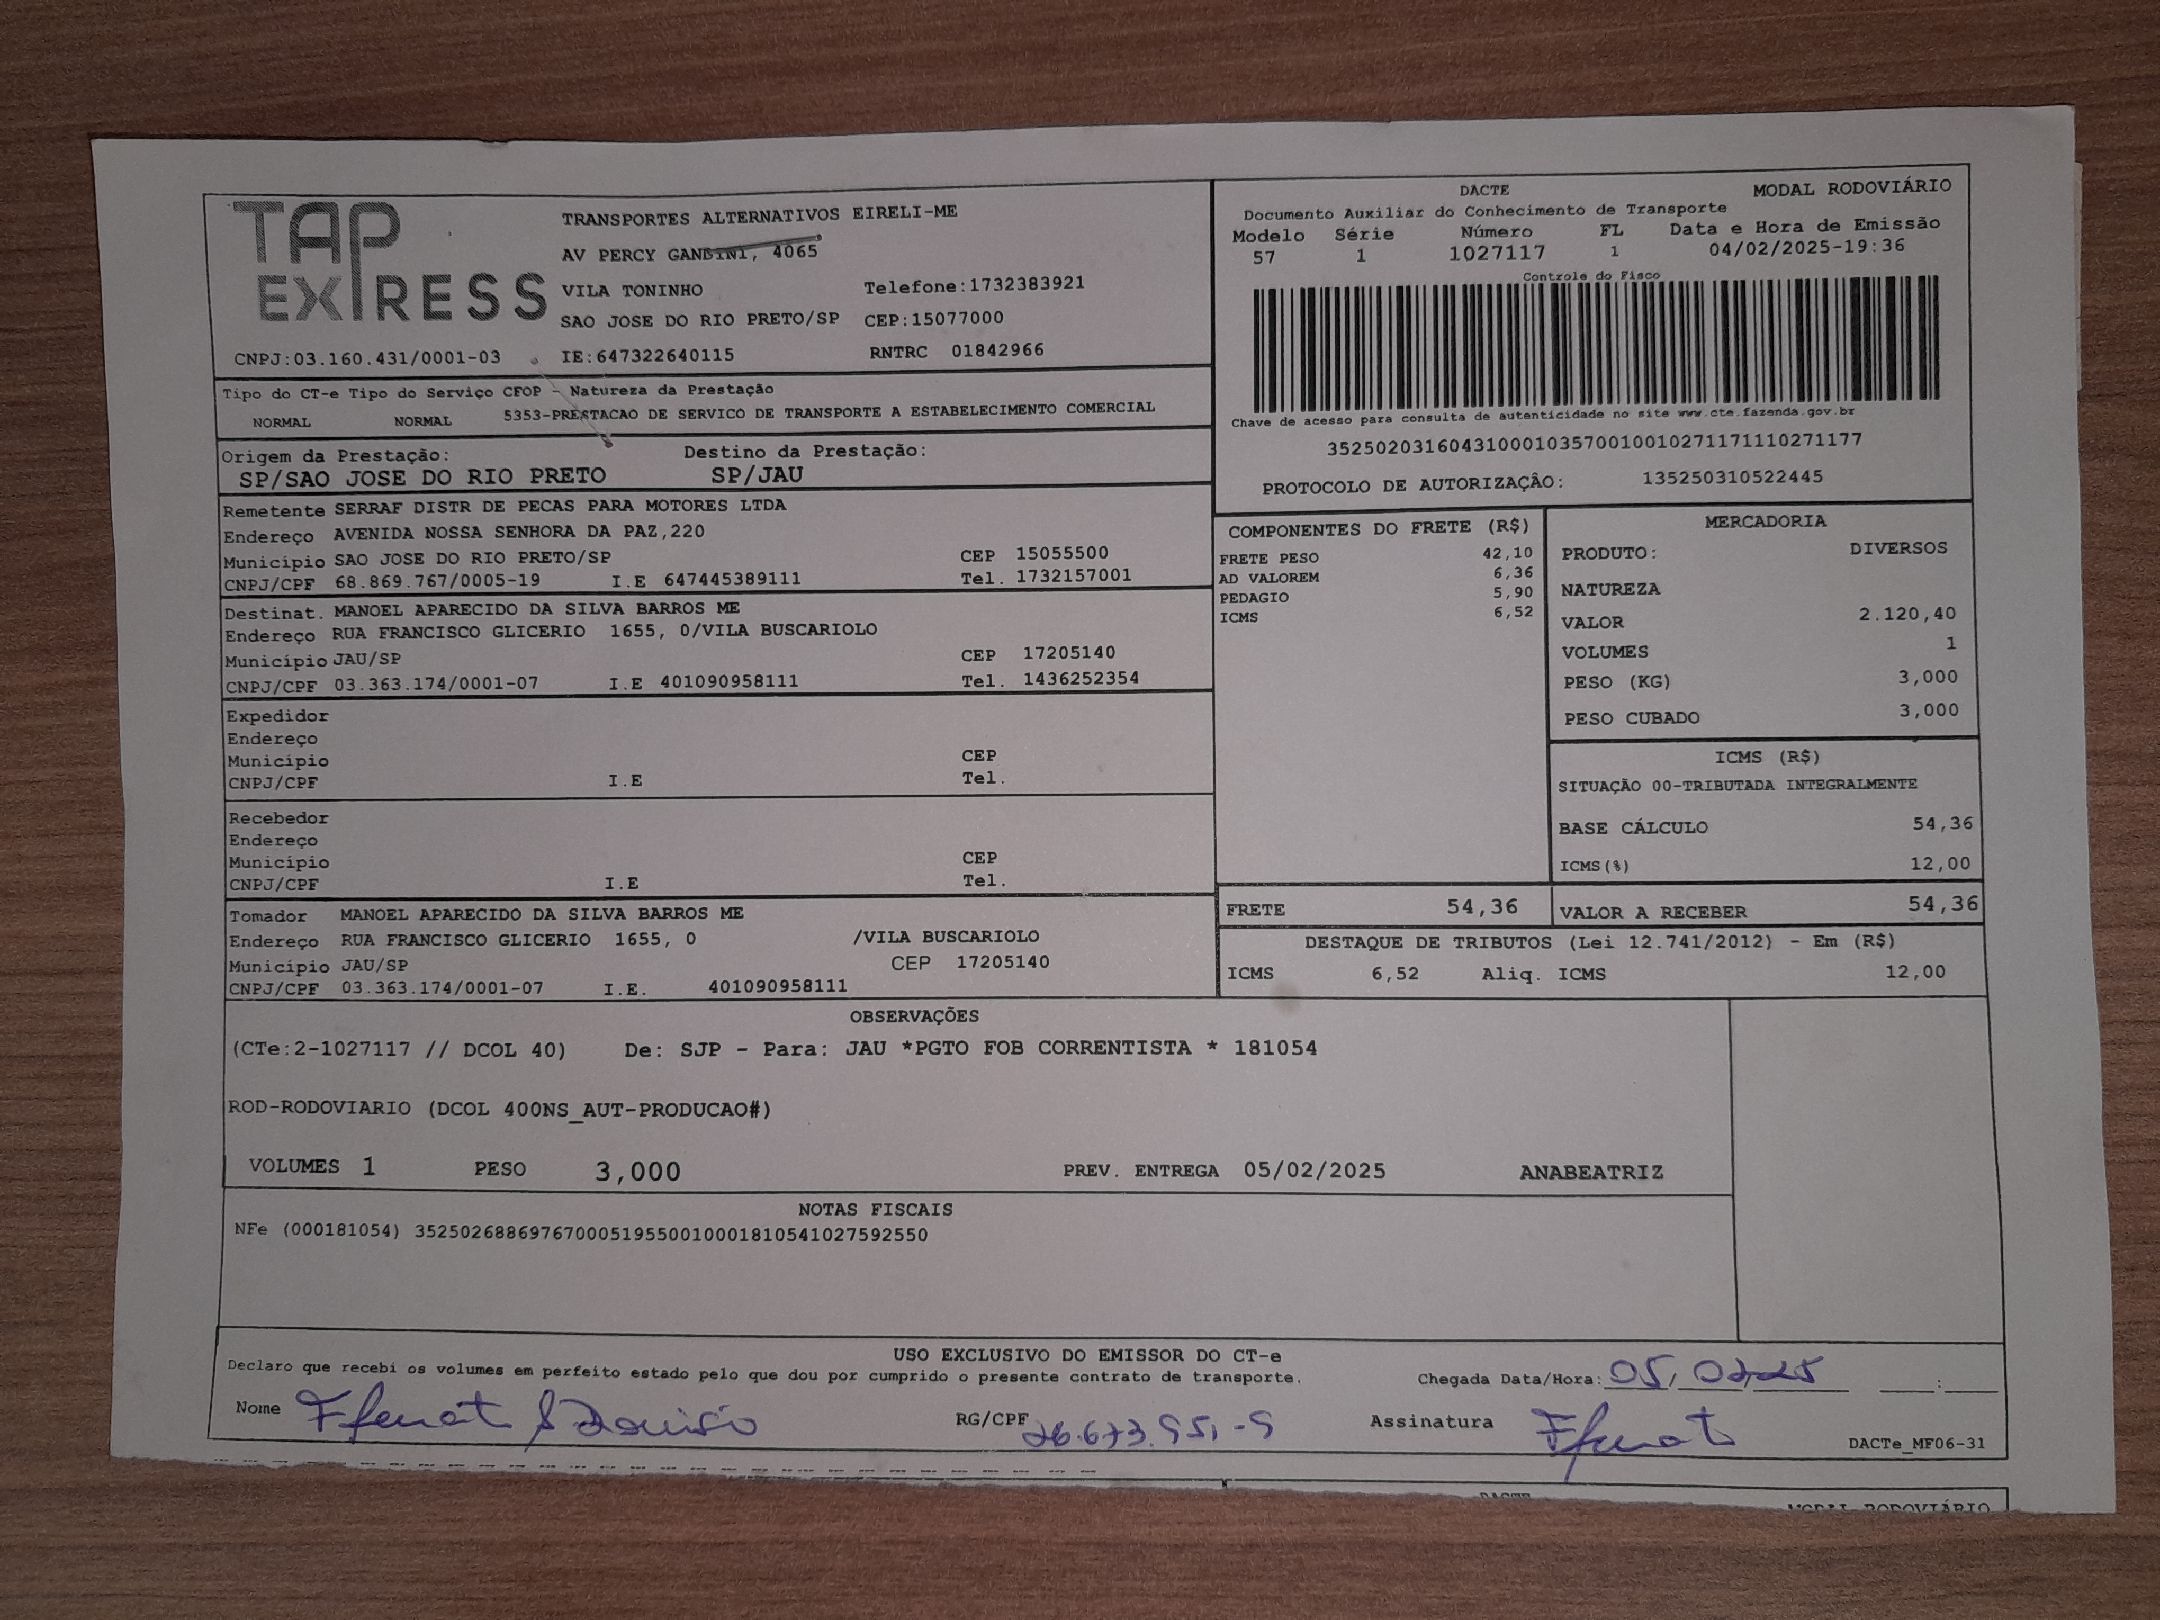 TAP EXPRESS
TRANSPORTES ALTERNATIVOS EIRELI-ME
AV PERCY GANDINI, 4065
VILA TONINHO Telefone:1732383921
SAO JOSE DO RIO PRETO/SP CEP:15077000
CNPJ:03.160.431/0001-03 IE:647322640115 RNTRC 01842966
DACTE MODAL RODOVIÁRIO
Documento Auxiliar do Conhecimento de Transporte
Modelo Série Número FL Data e Hora de Emissão
57 1 1027117 1 04/02/2025-19:36
Controle do Fisco
Chave de acesso para consulta de autenticidade no site www.cte.fazenda.gov.br
35250203160431000103570010010271171110271177
PROTOCOLO DE AUTORIZAÇÂO: 135250310522445
Tipo do CT-e Tipo do Serviço CFOP - Natureza da Prestação
NORMAL NORMAL 5353-PRESTACAO DE SERVICO DE TRANSPORTE A ESTABELECIMENTO COMERCIAL
Origem da Prestação: Destino da Prestação:
SP/SAO JOSE DO RIO PRETO SP/JAU
Remetente SERRAF DISTR DE PECAS PARA MOTORES LTDA
Endereço AVENIDA NOSSA SENHORA DA PAZ,220
Município SAO JOSE DO RIO PRETO/SP CEP 15055500
CNPJ/CPF 68.869.767/0005-19 I.E 647445389111 Tel. 1732157001
Destinat. MANOEL APARECIDO DA SILVA BARROS ME
Endereço RUA FRANCISCO GLICERIO 1655, 0/VILA BUSCARIOLO
Município JAU/SP CEP 17205140
CNPJ/CPF 03.363.174/0001-07 I.E 401090958111 Tel. 1436252354
Expedidor
Endereço
Município CEP
CNPJ/CPF I.E Tel.
Recebedor
Endereço
Município CEP
CNPJ/CPF I.E Tel.
Tomador MANOEL APARECIDO DA SILVA BARROS ME
Endereço RUA FRANCISCO GLICERIO 1655, 0 /VILA BUSCARIOLO
Município JAU/SP CEP 17205140
CNPJ/CPF 03.363.174/0001-07 I.E. 401090958111
COMPONENTES DO FRETE (R$)
FRETE PESO 42,10
AD VALOREM 6,36
PEDAGIO 5,90
ICMS 6,52
MERCADORIA
PRODUTO: DIVERSOS
NATUREZA
VALOR 2.120,40
VOLUMES 1
PESO (KG) 3,000
PESO CUBADO 3,000
ICMS (R$)
SITUAÇÃO 00-TRIBUTADA INTEGRALMENTE
BASE CÁLCULO 54,36
ICMS(%) 12,00
FRETE 54,36 VALOR A RECEBER 54,36
DESTAQUE DE TRIBUTOS (Lei 12.741/2012) - Em (R$)
ICMS 6,52 Aliq. ICMS 12,00
OBSERVAÇÕES
(CTe:2-1027117 // DCOL 40) De: SJP - Para: JAU *PGTO FOB CORRENTISTA * 181054
ROD-RODOVIARIO (DCOL 400NS_AUT-PRODUCAO#)
VOLUMES 1 PESO 3,000 PREV. ENTREGA 05/02/2025 ANABEATRIZ
NOTAS FISCAIS
NFe (000181054) 35250268869767000519550010001810541027592550
USO EXCLUSIVO DO EMISSOR DO CT-e
Declaro que recebi os volumes em perfeito estado pelo que dou por cumprido o presente contrato de transporte.
Chegada Data/Hora: 05, 02,25 :
Nome RG/CPF 26.673.951-9 Assinatura
DACTe_MF06-31
DACTE MODAL RODOVIÁRIO